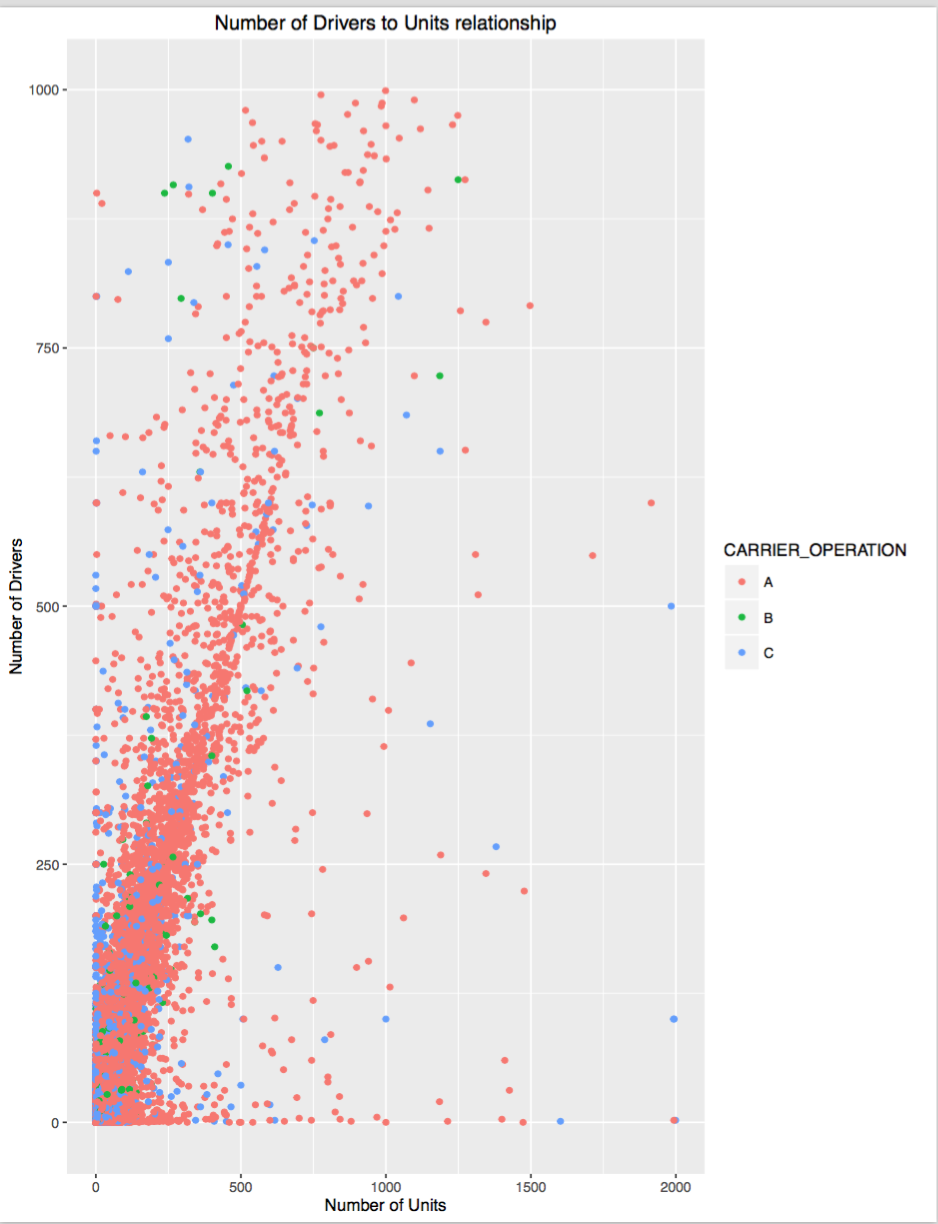 Number of Drivers to Units relationship
1000
750
500
250
0
Number of Drivers
0 500 1000 1500 2000
Number of Units
CARRIER_OPERATION
A
B
C